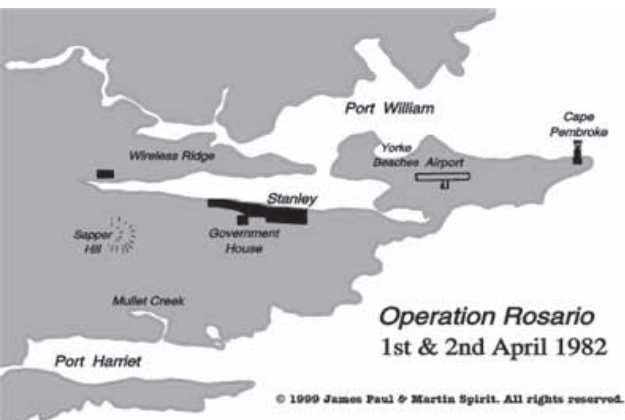 Port William
Cape
Pembroke
Yorke
Beaches Airport
Wireless Ridge
Stanley
Sapper
Hill
Government
House
Mullet Creek
Operation Rosario
1st & 2nd April 1982
Port Harriet
© 1999 James Paul & Martin Spirit. All rights reserved.